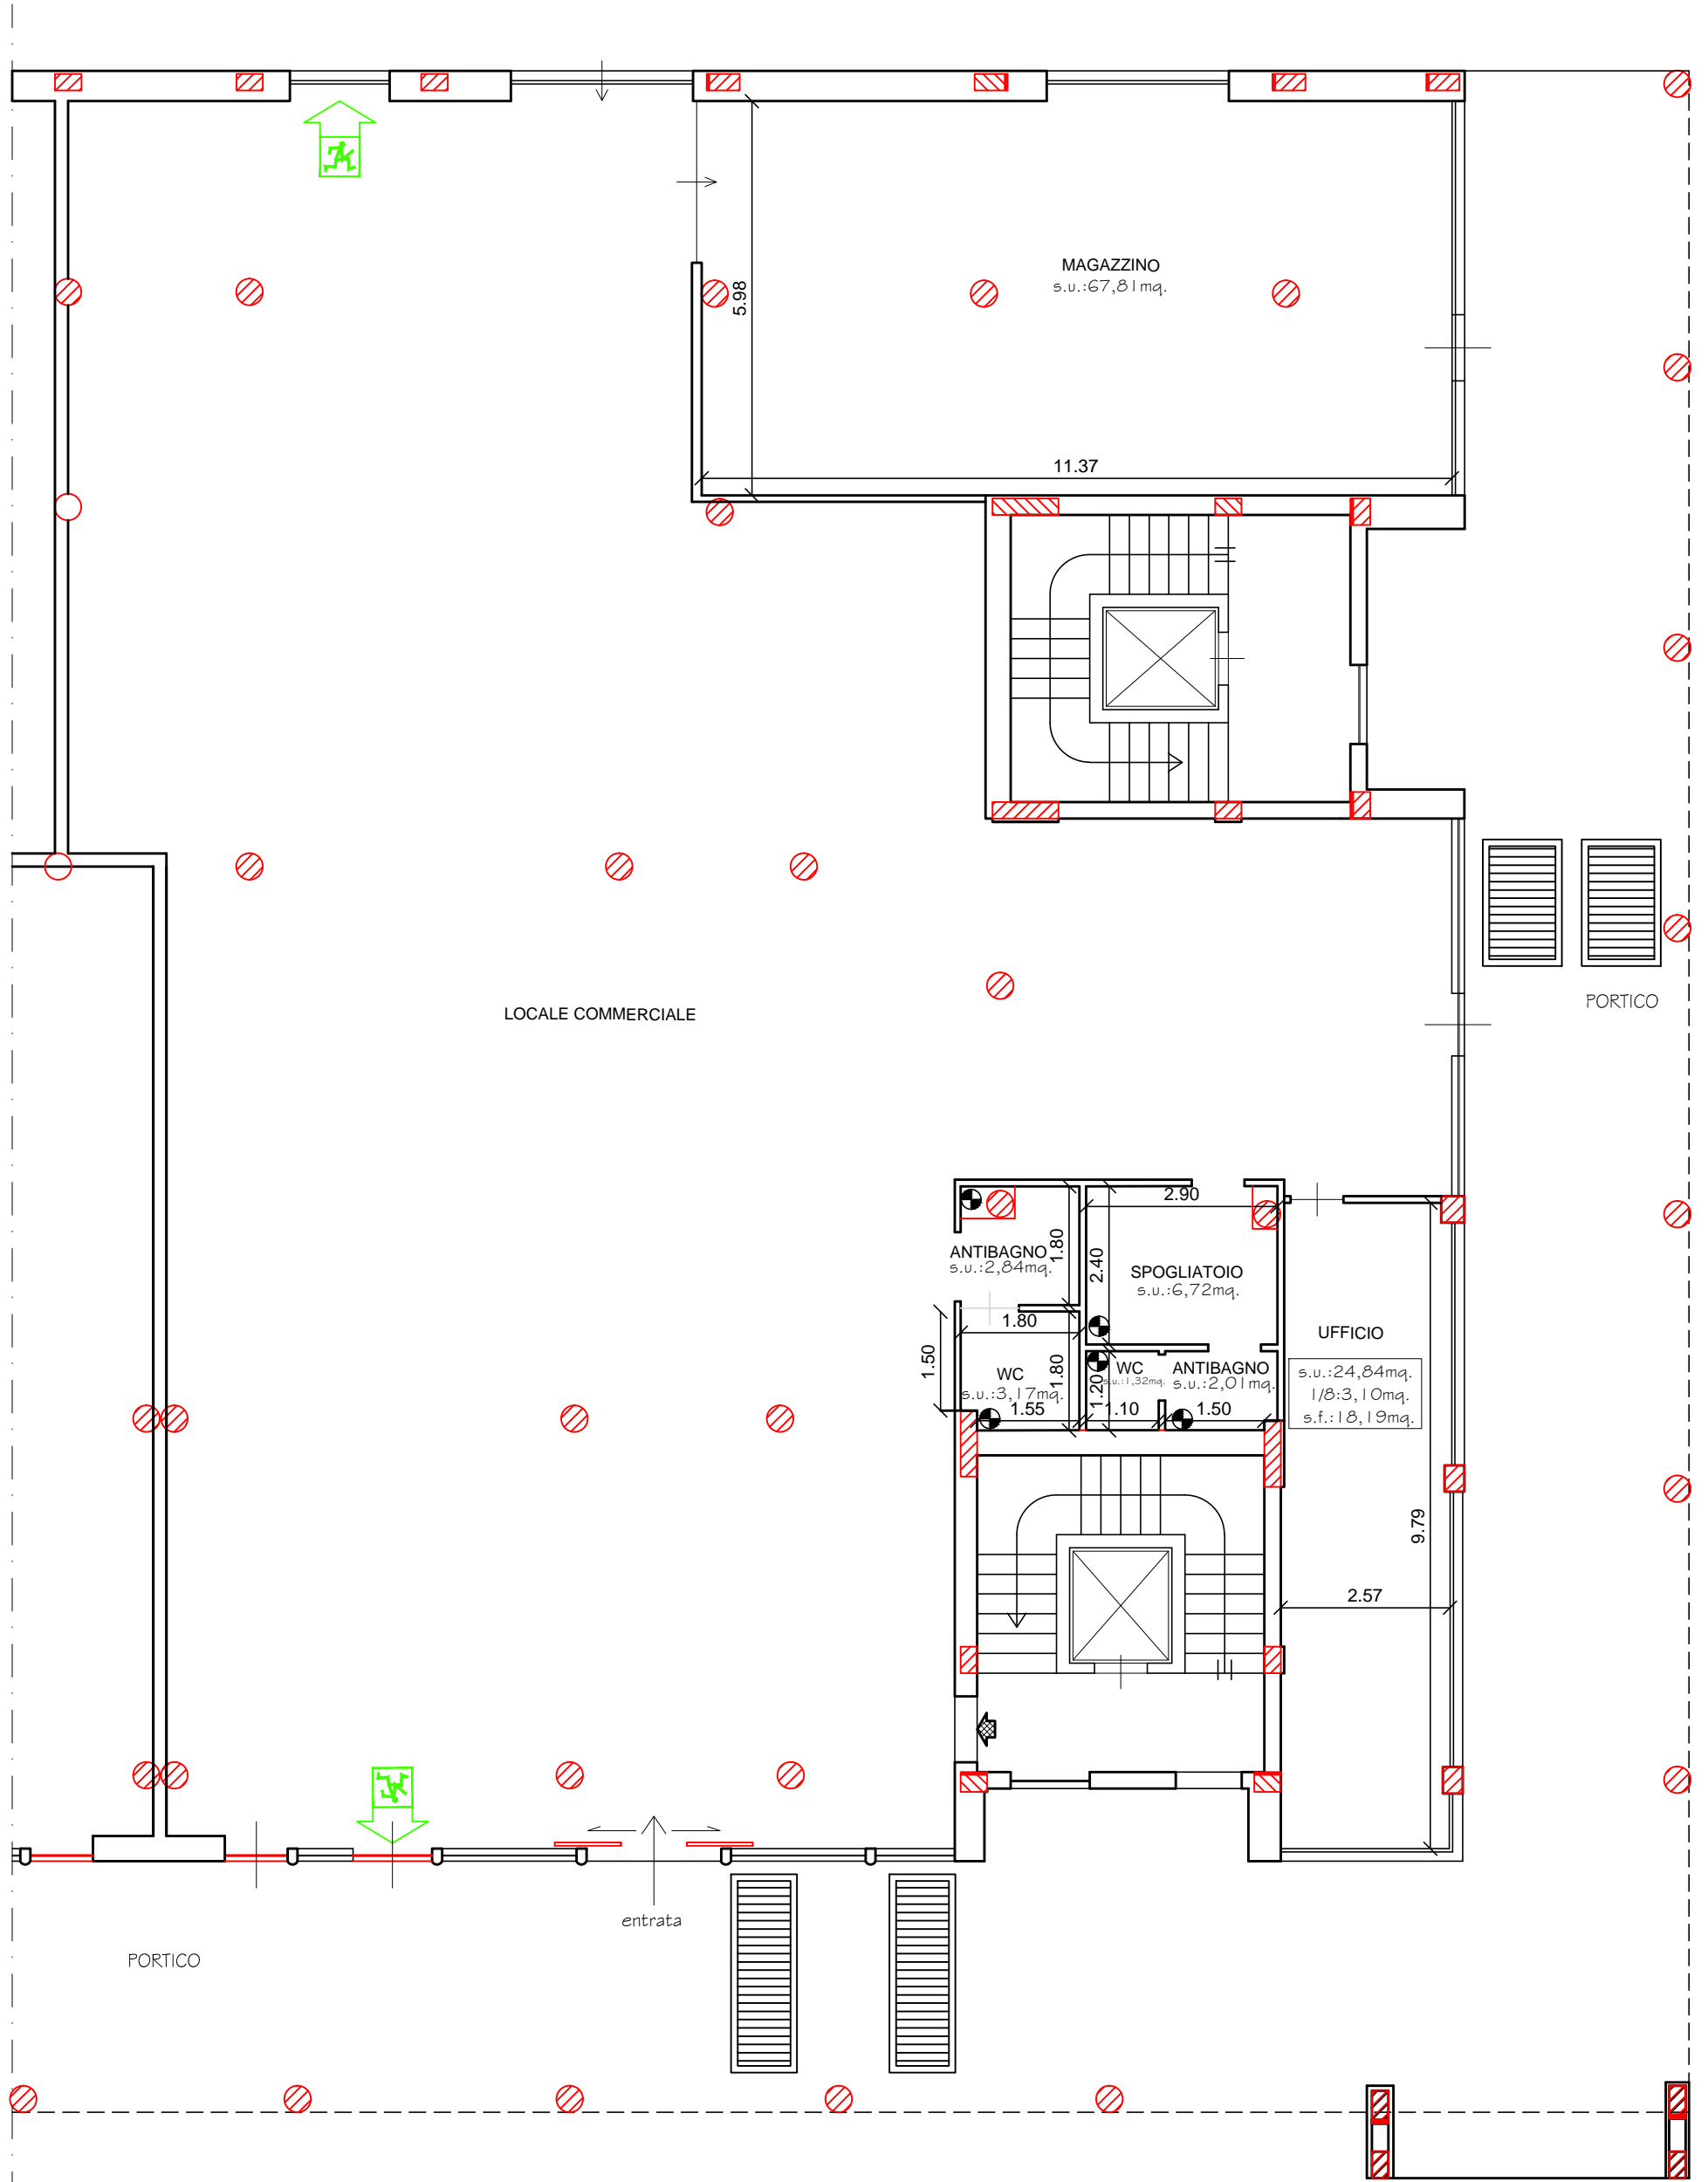 MAGAZZINO
s.u.:67,81mq.
5.98
11.37
PORTICO
LOCALE COMMERCIALE
2.90
ANTIBAGNO
s.u.:2,84mq.
1.80
2.40
SPOGLIATOIO
s.u.:6,72mq.
1.80
1.50
WC
s.u.:3,17mq.
1.80
1.55
WC
s.u.:1,32mq.
1.20
1.10
ANTIBAGNO
s.u.:2,01mq.
1.50
UFFICIO
s.u.:24,84mq.
1/8:3,10mq.
s.f.:18,19mq.
9.79
2.57
entrata
PORTICO